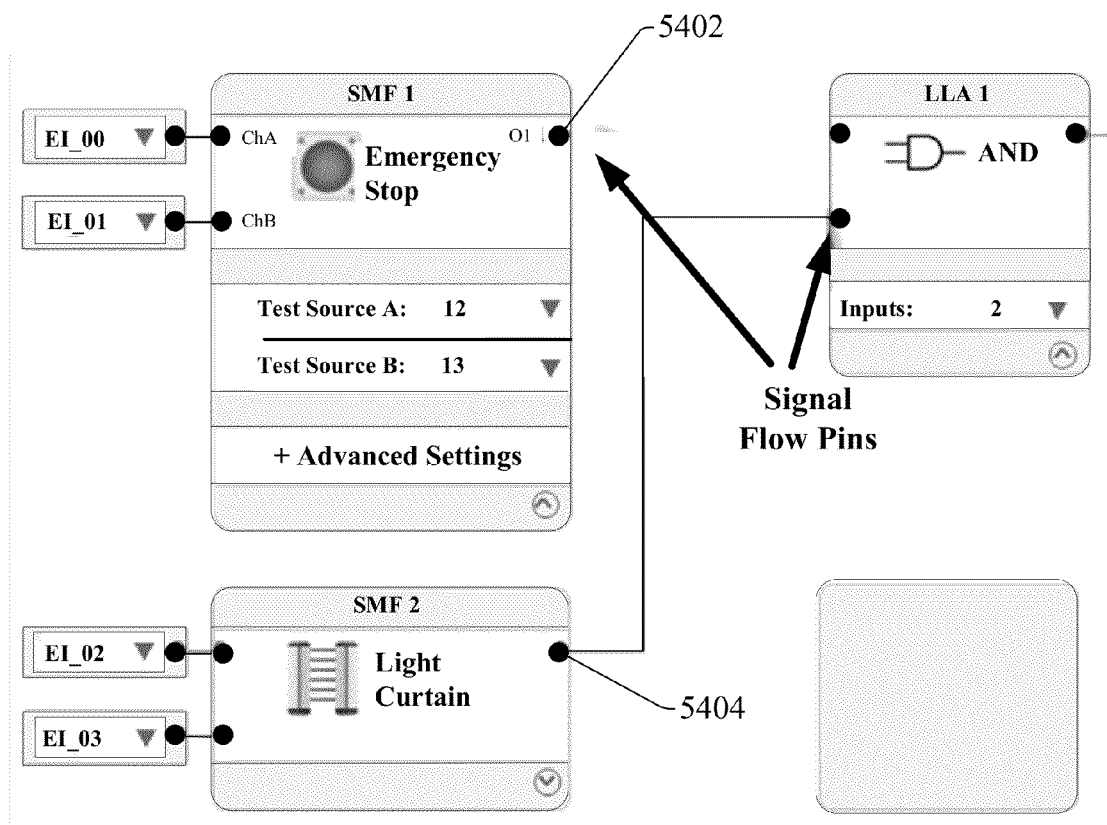 5402
SMF 1
LLA 1
EI_00
ChA
O1
Emergency
Stop
AND
EI_01
ChB
Test Source A: 12
Inputs: 2
Test Source B: 13
Signal
Flow Pins
+ Advanced Settings
SMF 2
EI_02
Light
Curtain
5404
EI_03